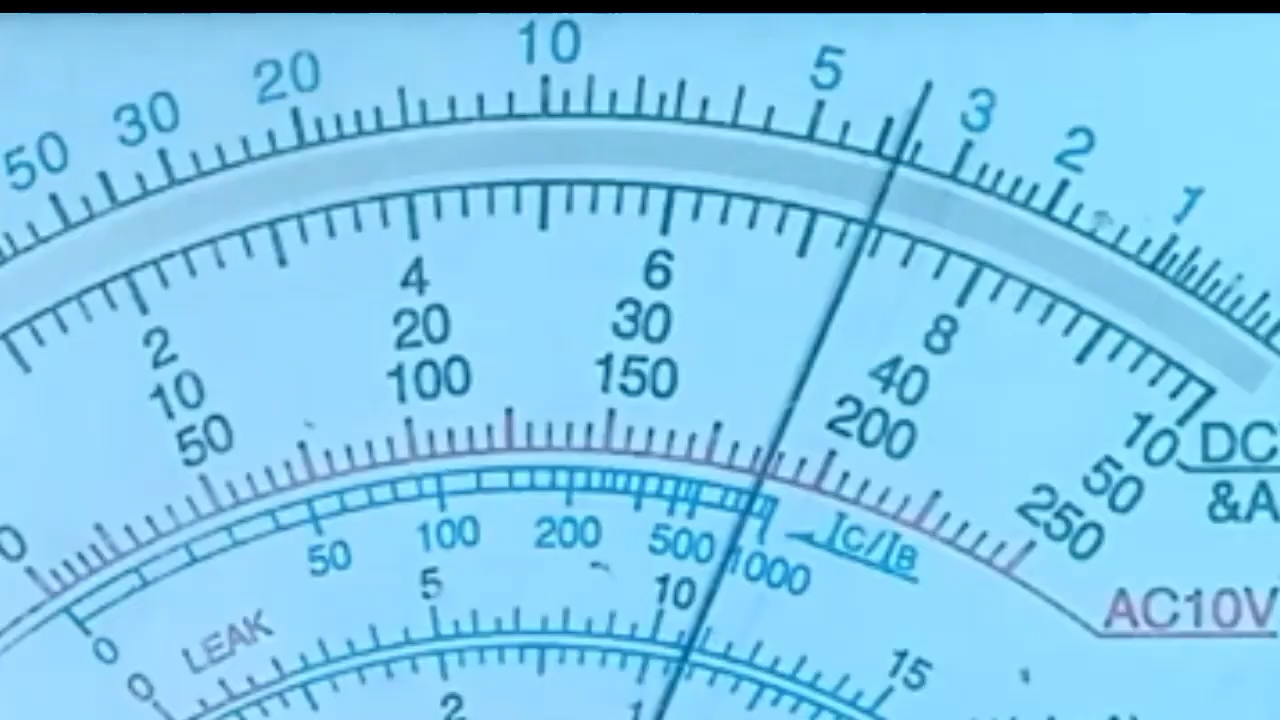 50 30 20 10 5 3 2 1
2 4 6 8 10 DC
10 20 30 40 50 &A
50 100 150 200 250
0
AC10V
50 100 200 500 1000 IC/IB
0
LEAK
0 5 10 15
2 1